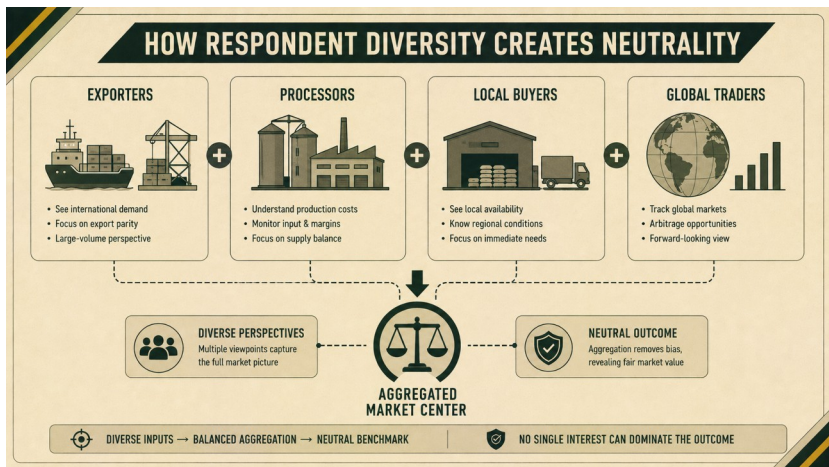 HOW RESPONDENT DIVERSITY CREATES NEUTRALITY
EXPORTERS
• See international demand
• Focus on export parity
• Large-volume perspective
PROCESSORS
• Understand production costs
• Monitor input & margins
• Focus on supply balance
LOCAL BUYERS
• See local availability
• Know regional conditions
• Focus on immediate needs
GLOBAL TRADERS
• Track global markets
• Arbitrage opportunities
• Forward-looking view
DIVERSE PERSPECTIVES
Multiple viewpoints capture
the full market picture
AGGREGATED
MARKET CENTER
NEUTRAL OUTCOME
Aggregation removes bias,
revealing fair market value
DIVERSE INPUTS → BALANCED AGGREGATION → NEUTRAL BENCHMARK
NO SINGLE INTEREST CAN DOMINATE THE OUTCOME